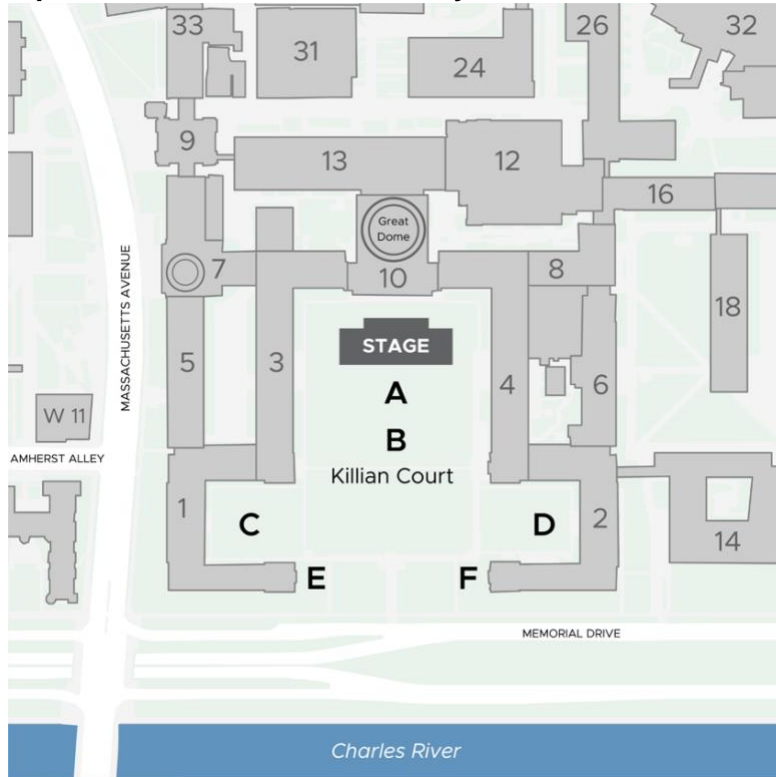 33
31
24
26
32
9
13
12
16
Great
Dome
7
10
8
18
MASSACHUSETTS AVENUE
STAGE
5
3
A
4
6
W 11
B
AMHERST ALLEY
Killian Court
1
C
D
2
14
E
F
MEMORIAL DRIVE
Charles River